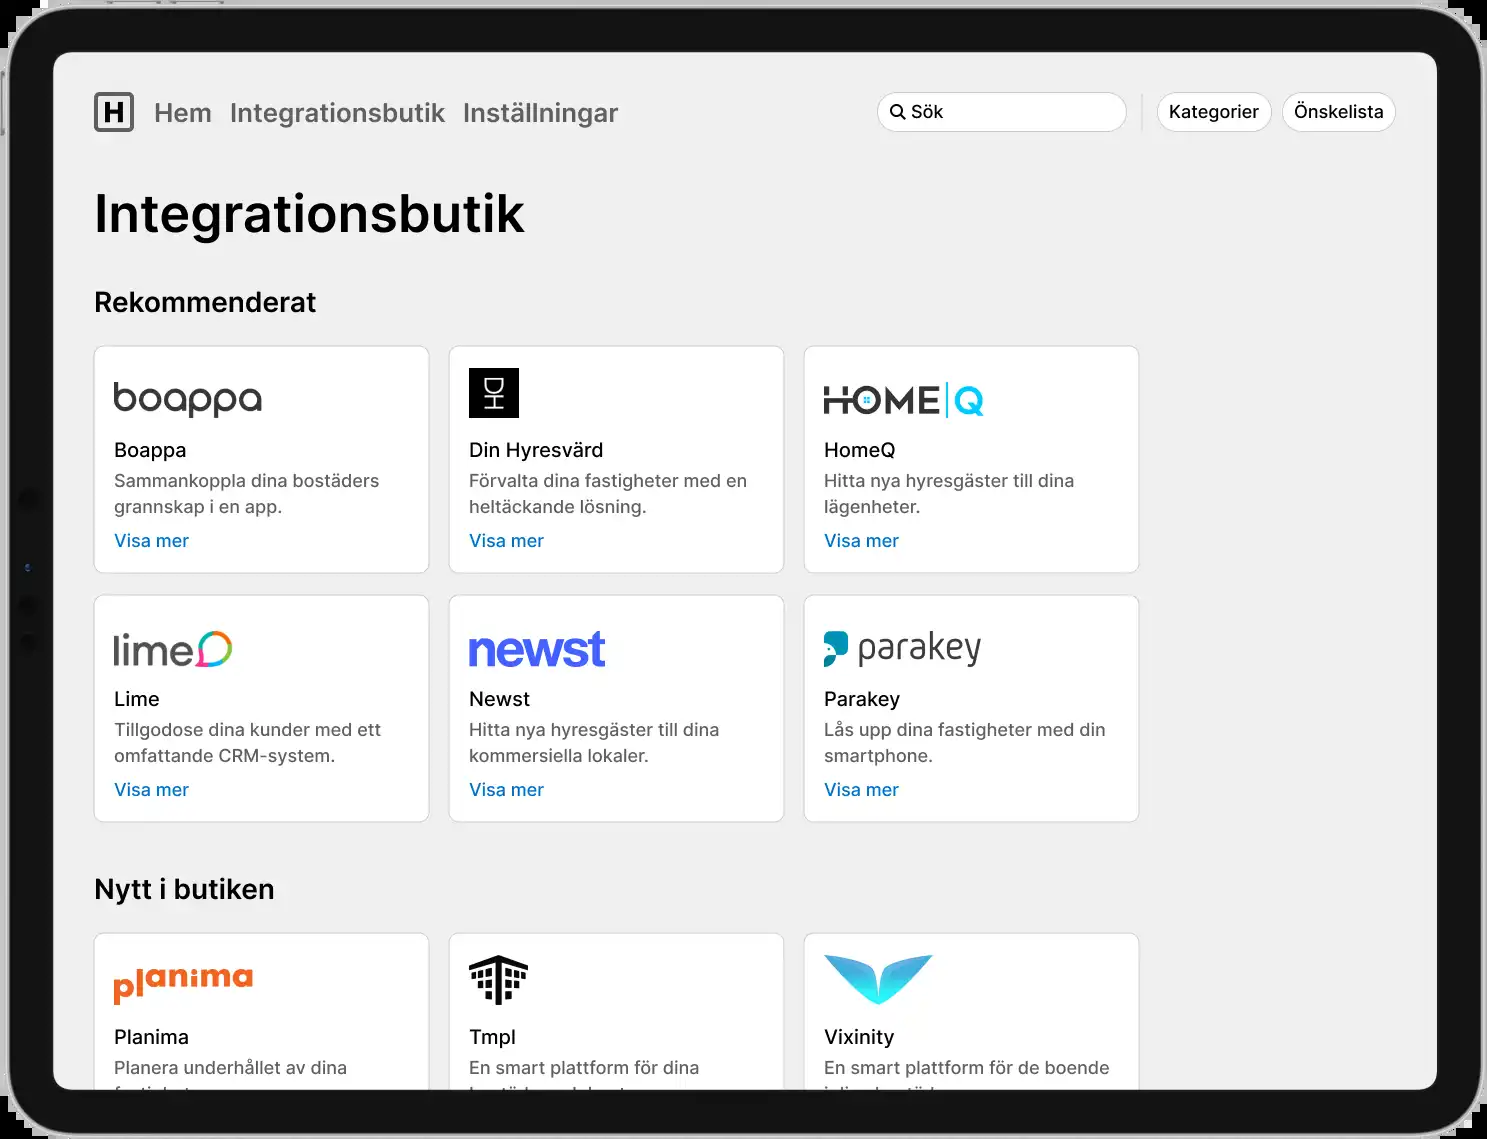 H Hem Integrationsbutik Inställningar Sök Kategorier Önskelista
Integrationsbutik
Rekommenderat
boappa
Boappa
Sammankoppla dina bostäders
grannskap i en app.
Visa mer
DH
Din Hyresvärd
Förvalta dina fastigheter med en
heltäckande lösning.
Visa mer
HOME|Q
HomeQ
Hitta nya hyresgäster till dina
lägenheter.
Visa mer
lime
Lime
Tillgodose dina kunder med ett
omfattande CRM-system.
Visa mer
newst
Newst
Hitta nya hyresgäster till dina
kommersiella lokaler.
Visa mer
parakey
Parakey
Lås upp dina fastigheter med din
smartphone.
Visa mer
Nytt i butiken
planima
Planima
Planera underhållet av dina
Tmpl
En smart plattform för dina
Vixinity
En smart plattform för de boende